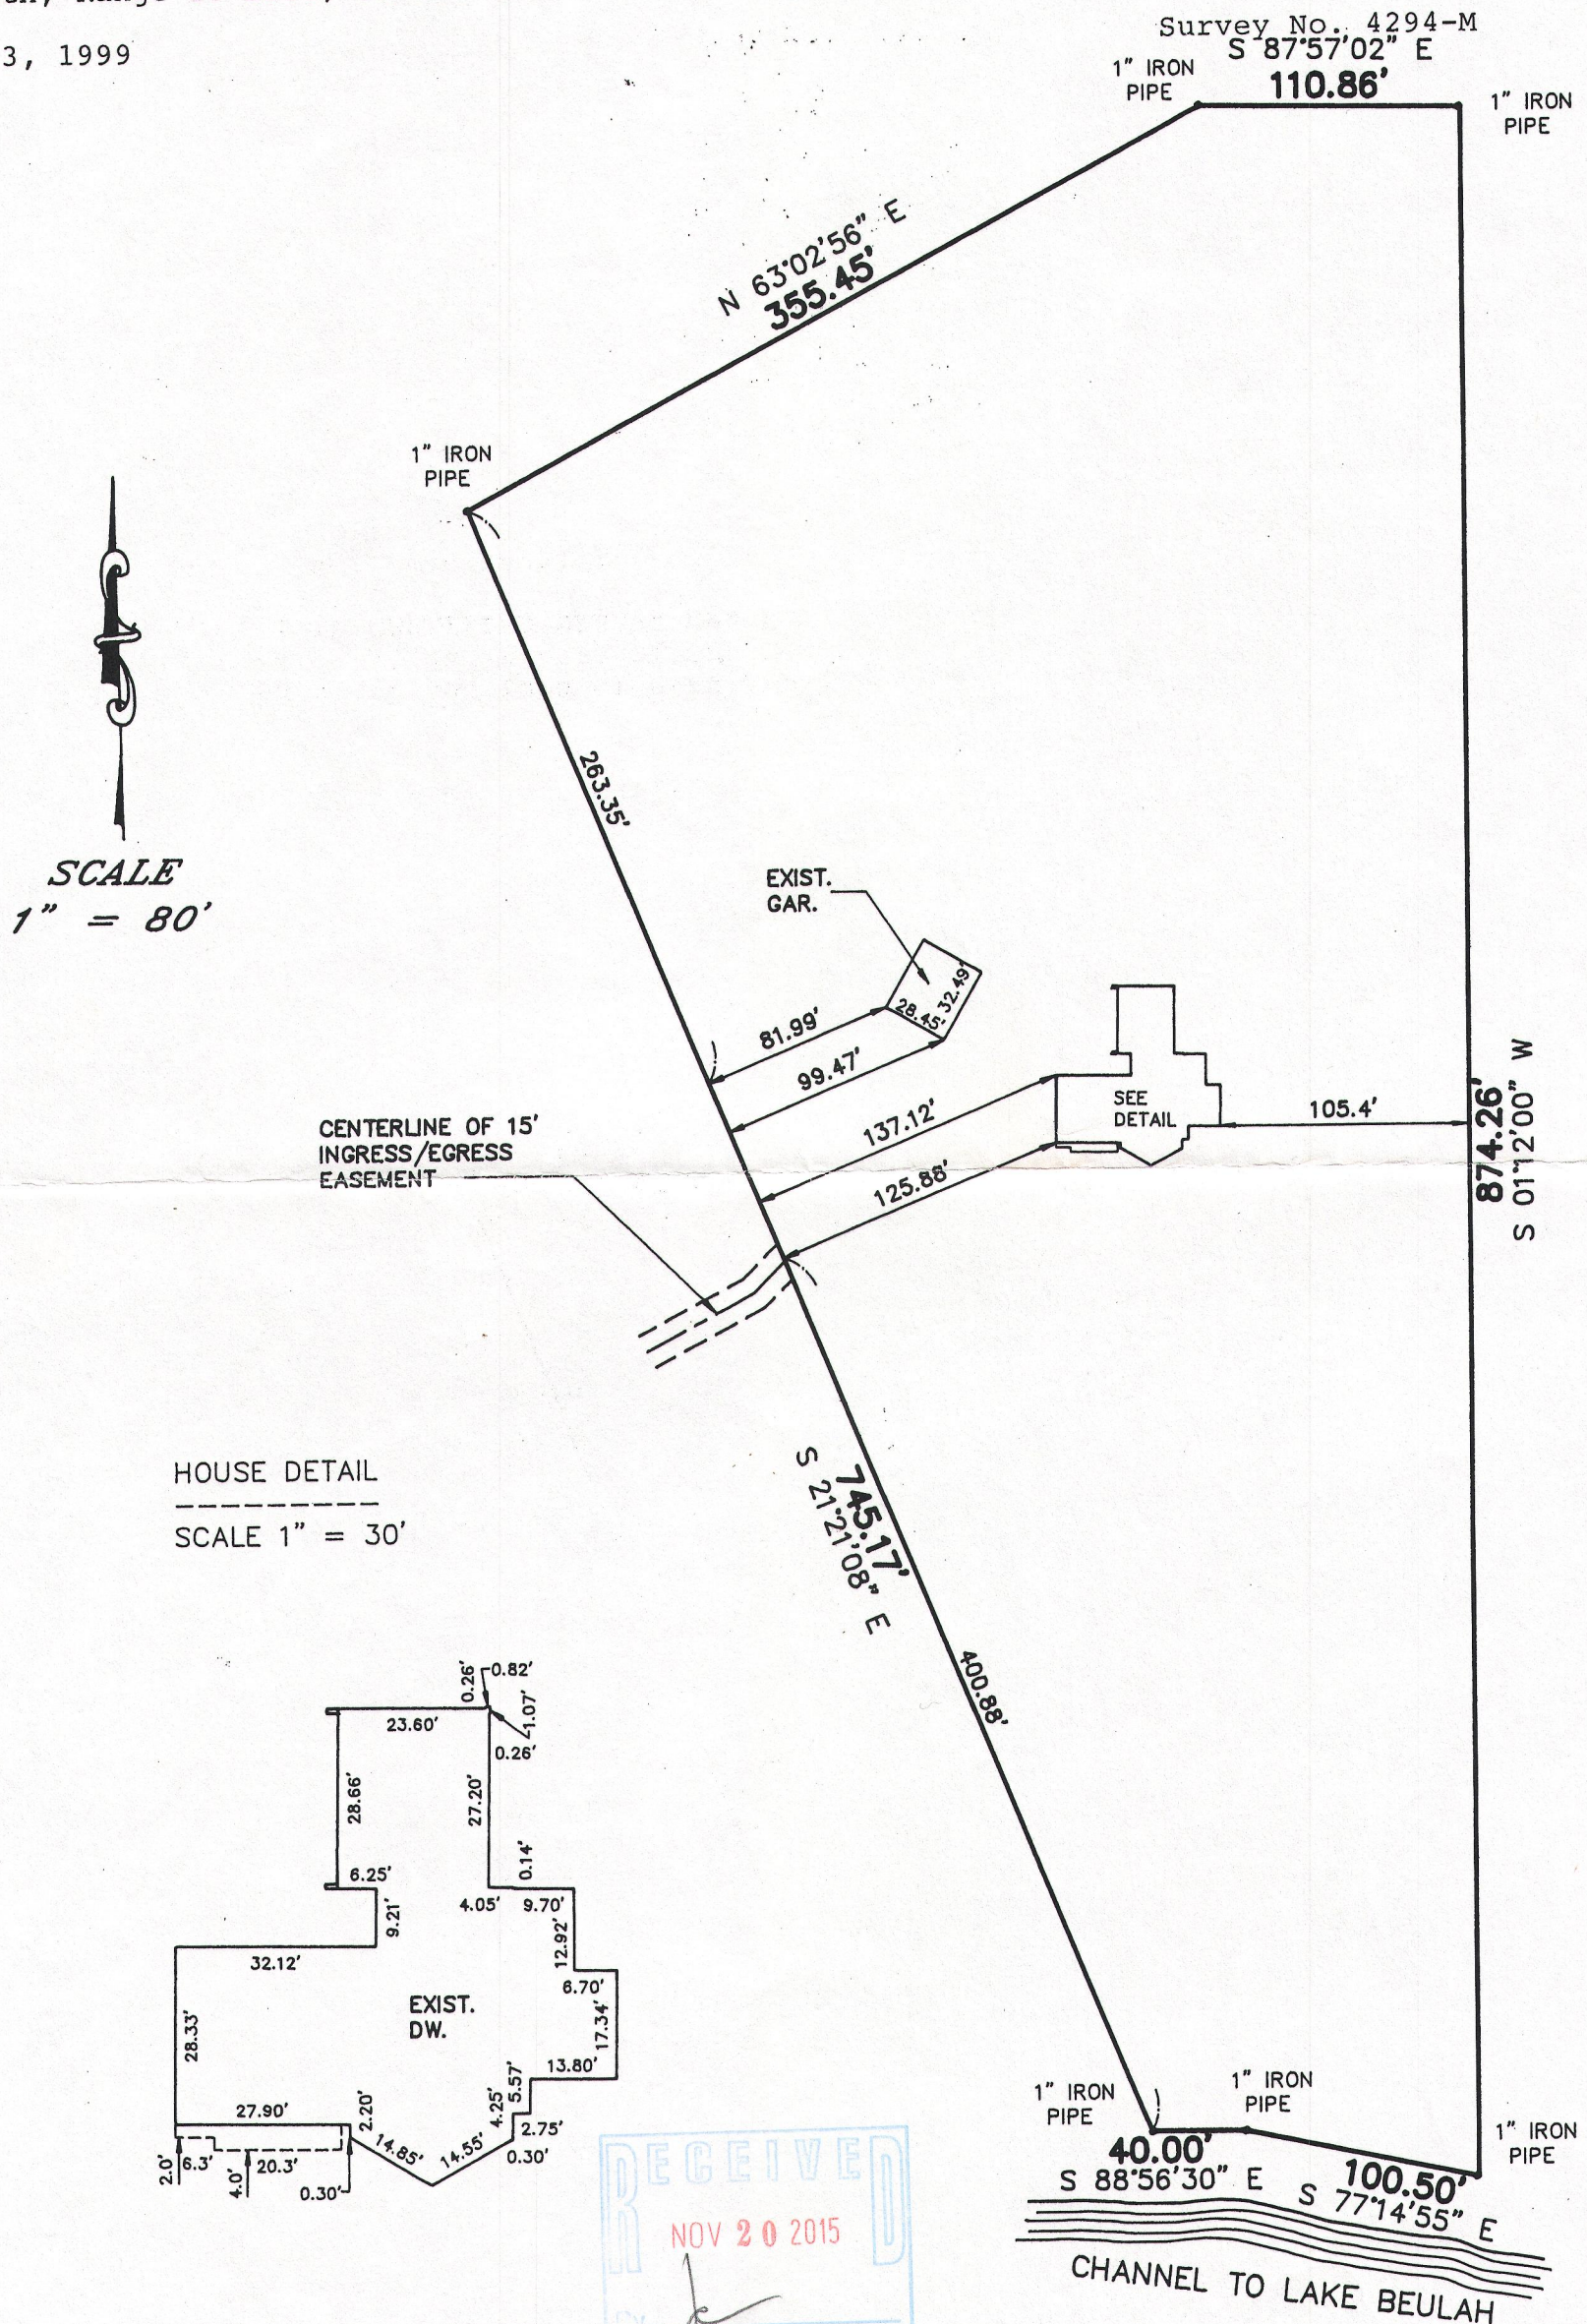 3, 1999
Survey No. 4294-M
S 87°57'02" E
110.86'
1" IRON
PIPE
1" IRON
PIPE
N 63°02'56" E
355.45'
1" IRON
PIPE
SCALE
1" = 80'
263.35'
EXIST.
GAR.
28.45'
32.49'
81.99'
99.47'
137.12'
125.88'
SEE
DETAIL
105.4'
874.26'
S 01°12'00" W
CENTERLINE OF 15'
INGRESS/EGRESS
EASEMENT
745.17'
S 21°21'08" E
400.88'
HOUSE DETAIL
SCALE 1" = 30'
0.26'
0.82'
1.07'
23.60'
0.26'
28.66'
27.20'
0.14'
6.25'
4.05'
9.70'
9.21'
12.92'
32.12'
6.70'
EXIST.
DW.
28.33'
17.34'
13.80'
5.57'
4.25'
27.90'
2.20'
2.75'
14.85'
14.55'
0.30'
2.0'
6.3'
4.0'
20.3'
0.30'
1" IRON
PIPE
1" IRON
PIPE
1" IRON
PIPE
40.00'
S 88°56'30" E
100.50'
S 77°14'55" E
CHANNEL TO LAKE BEULAH
RECEIVED
NOV 20 2015